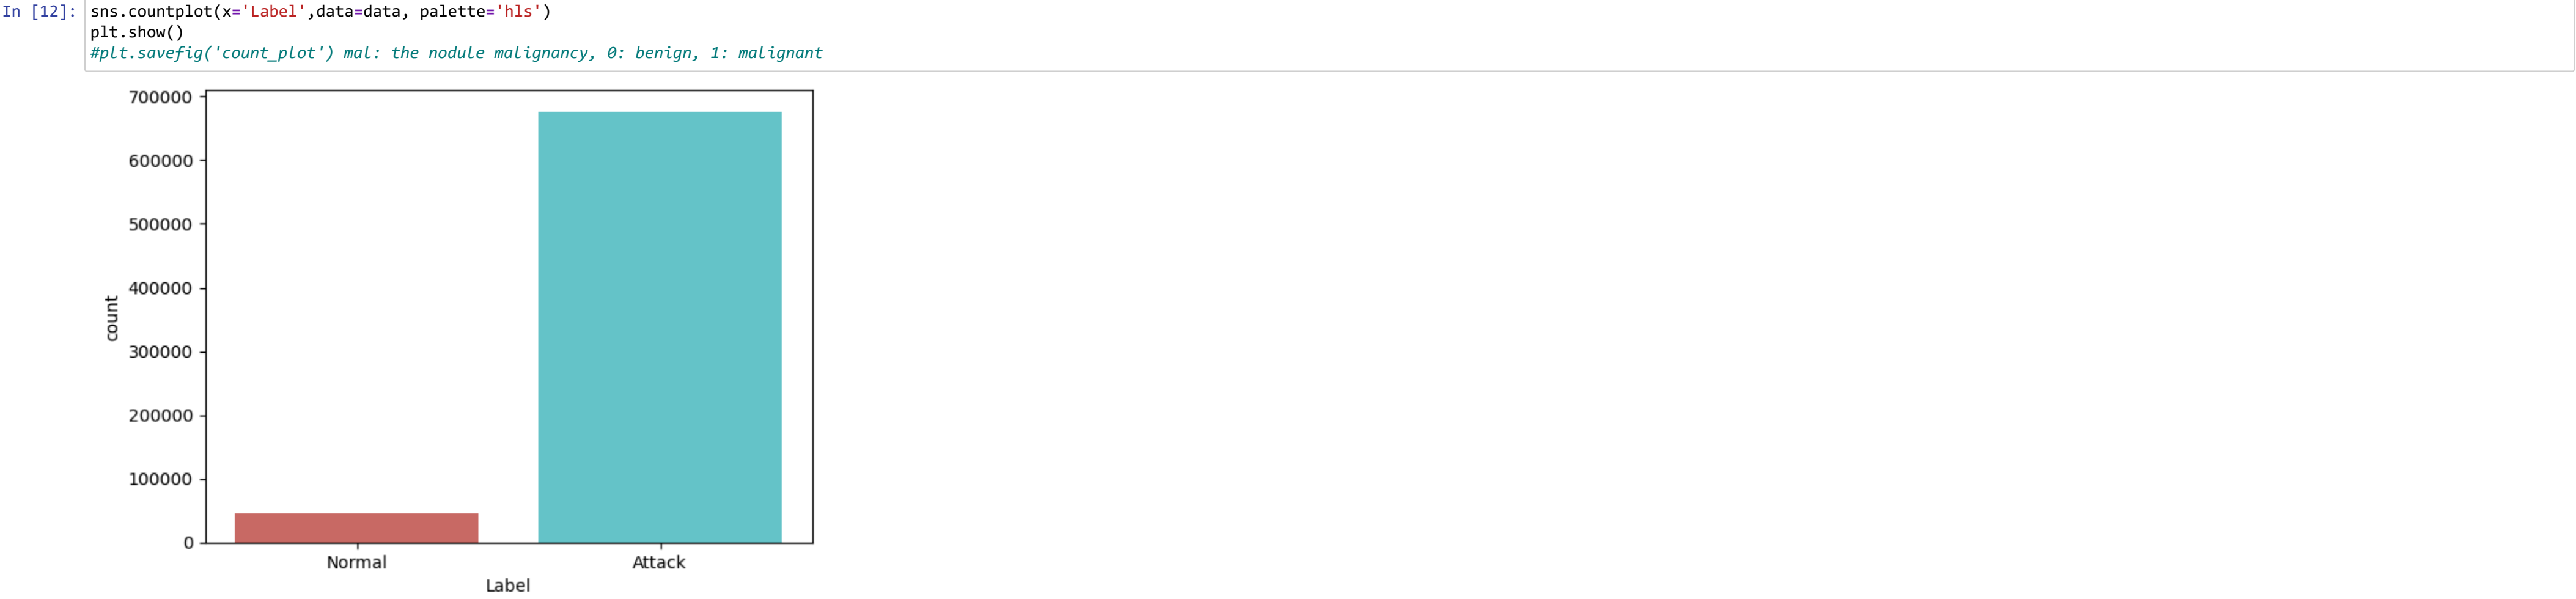 In [12]: sns.countplot(x='Label',data=data, palette='hls')
plt.show()
#plt.savefig('count_plot') mal: the nodule malignancy, 0: benign, 1: malignant
700000
600000
500000
400000
300000
200000
100000
0
count
Normal Attack
Label